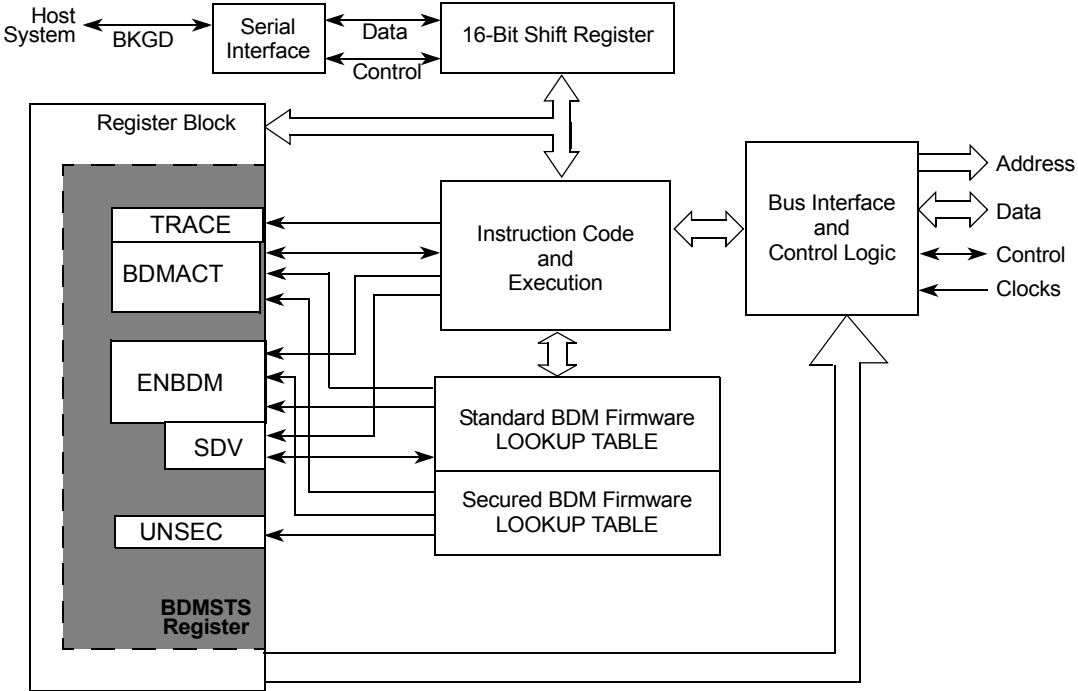 Host
System
BKGD
Serial
Interface
Data
Control
16-Bit Shift Register
Register Block
TRACE
BDMACT
ENBDM
SDV
UNSEC
BDMSTS
Register
Instruction Code
and
Execution
Standard BDM Firmware
LOOKUP TABLE
Secured BDM Firmware
LOOKUP TABLE
Bus Interface
and
Control Logic
Address
Data
Control
Clocks